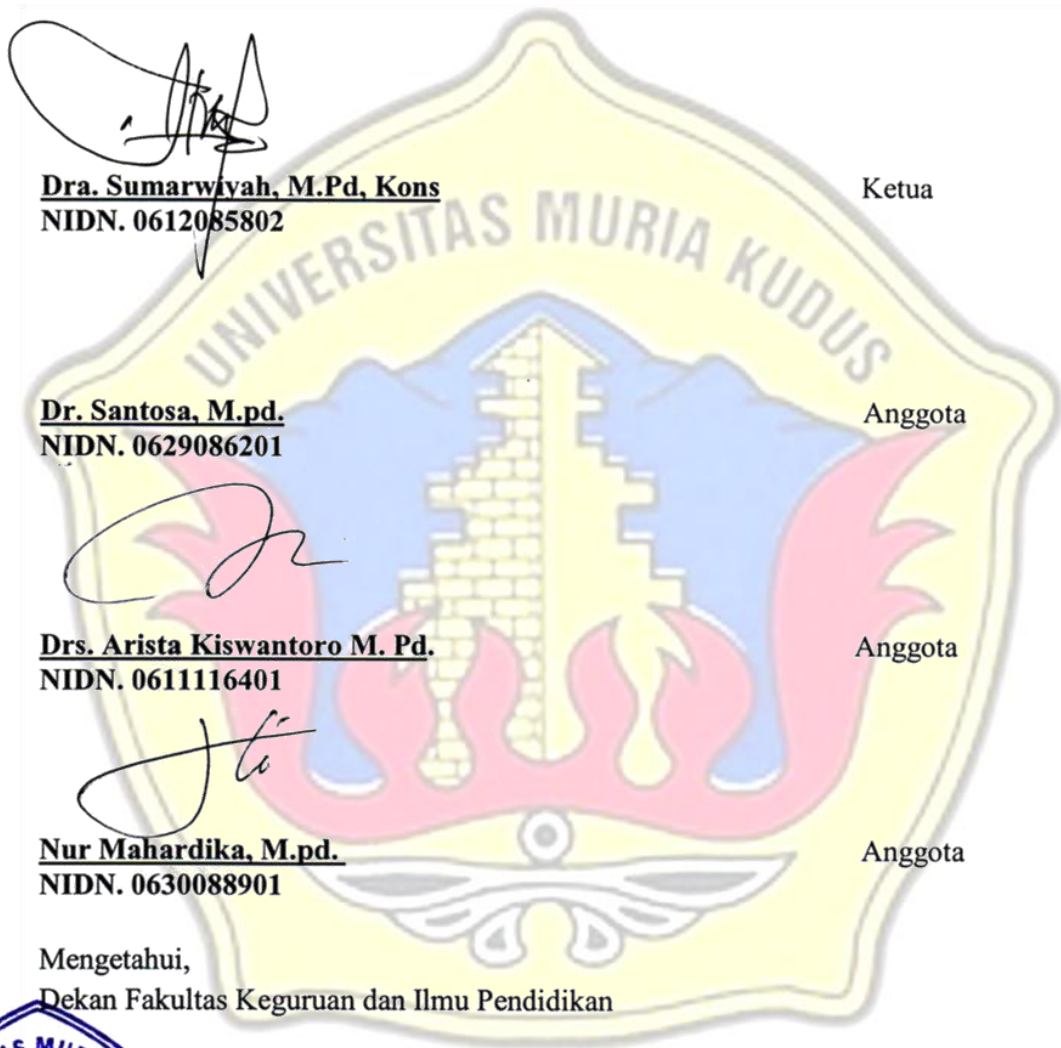 UNIVERSITAS MURIA KUDUS
Dra. Sumarwiyah, M.Pd, Kons Ketua
NIDN. 0612085802
Dr. Santosa, M.pd. Anggota
NIDN. 0629086201
Drs. Arista Kiswantoro M. Pd. Anggota
NIDN. 0611116401
Nur Mahardika, M.pd. Anggota
NIDN. 0630088901
Mengetahui,
Dekan Fakultas Keguruan dan Ilmu Pendidikan